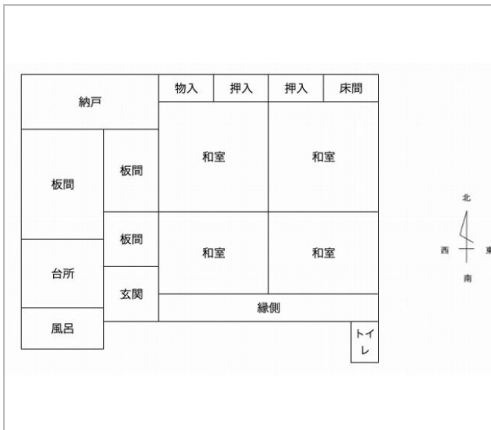 物入
押入
押入
床間
納戸
和室
和室
板間
板間
北
板間
和室
和室
西
東
台所
南
玄関
縁側
風呂
トイ
レ